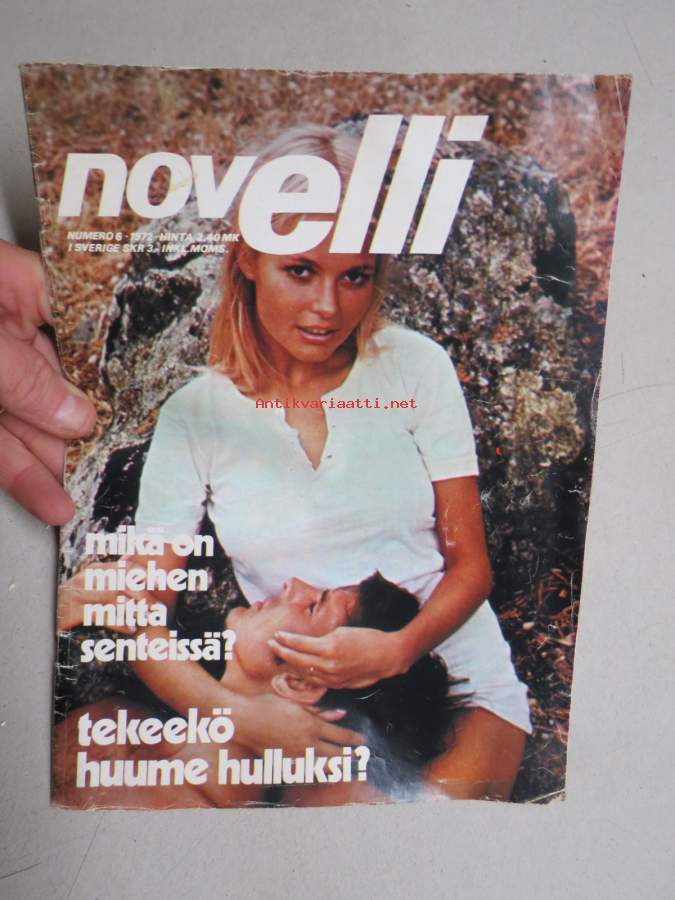 novelli
NUMERO 6 • 1972 • HINTA 2,40 MK
I SVERIGE SKR 3,- INKL. MOMS.
Antikvariaatti.net
mikä on
miehen
mitta
senteissä?
tekeekö
huume hulluksi?